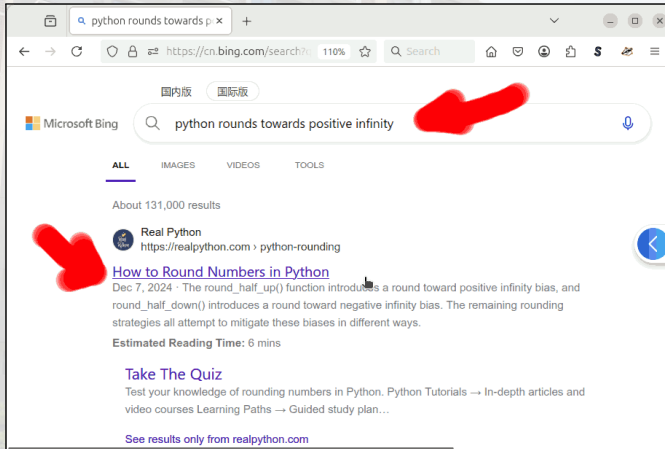 python rounds towards p
https://cn.bing.com/search?
110%
Search
国内版
国际版
Microsoft Bing
python rounds towards positive infinity
ALL
IMAGES
VIDEOS
TOOLS
About 131,000 results
Real Python
https://realpython.com › python-rounding
How to Round Numbers in Python
Dec 7, 2024 · The round_half_up() function introduces a round toward positive infinity bias, and
round_half_down() introduces a round toward negative infinity bias. The remaining rounding
strategies all attempt to mitigate these biases in different ways.
Estimated Reading Time: 6 mins
Take The Quiz
Test your knowledge of rounding numbers in Python. Python Tutorials → In-depth articles and
video courses Learning Paths → Guided study plan…
See results only from realpython.com